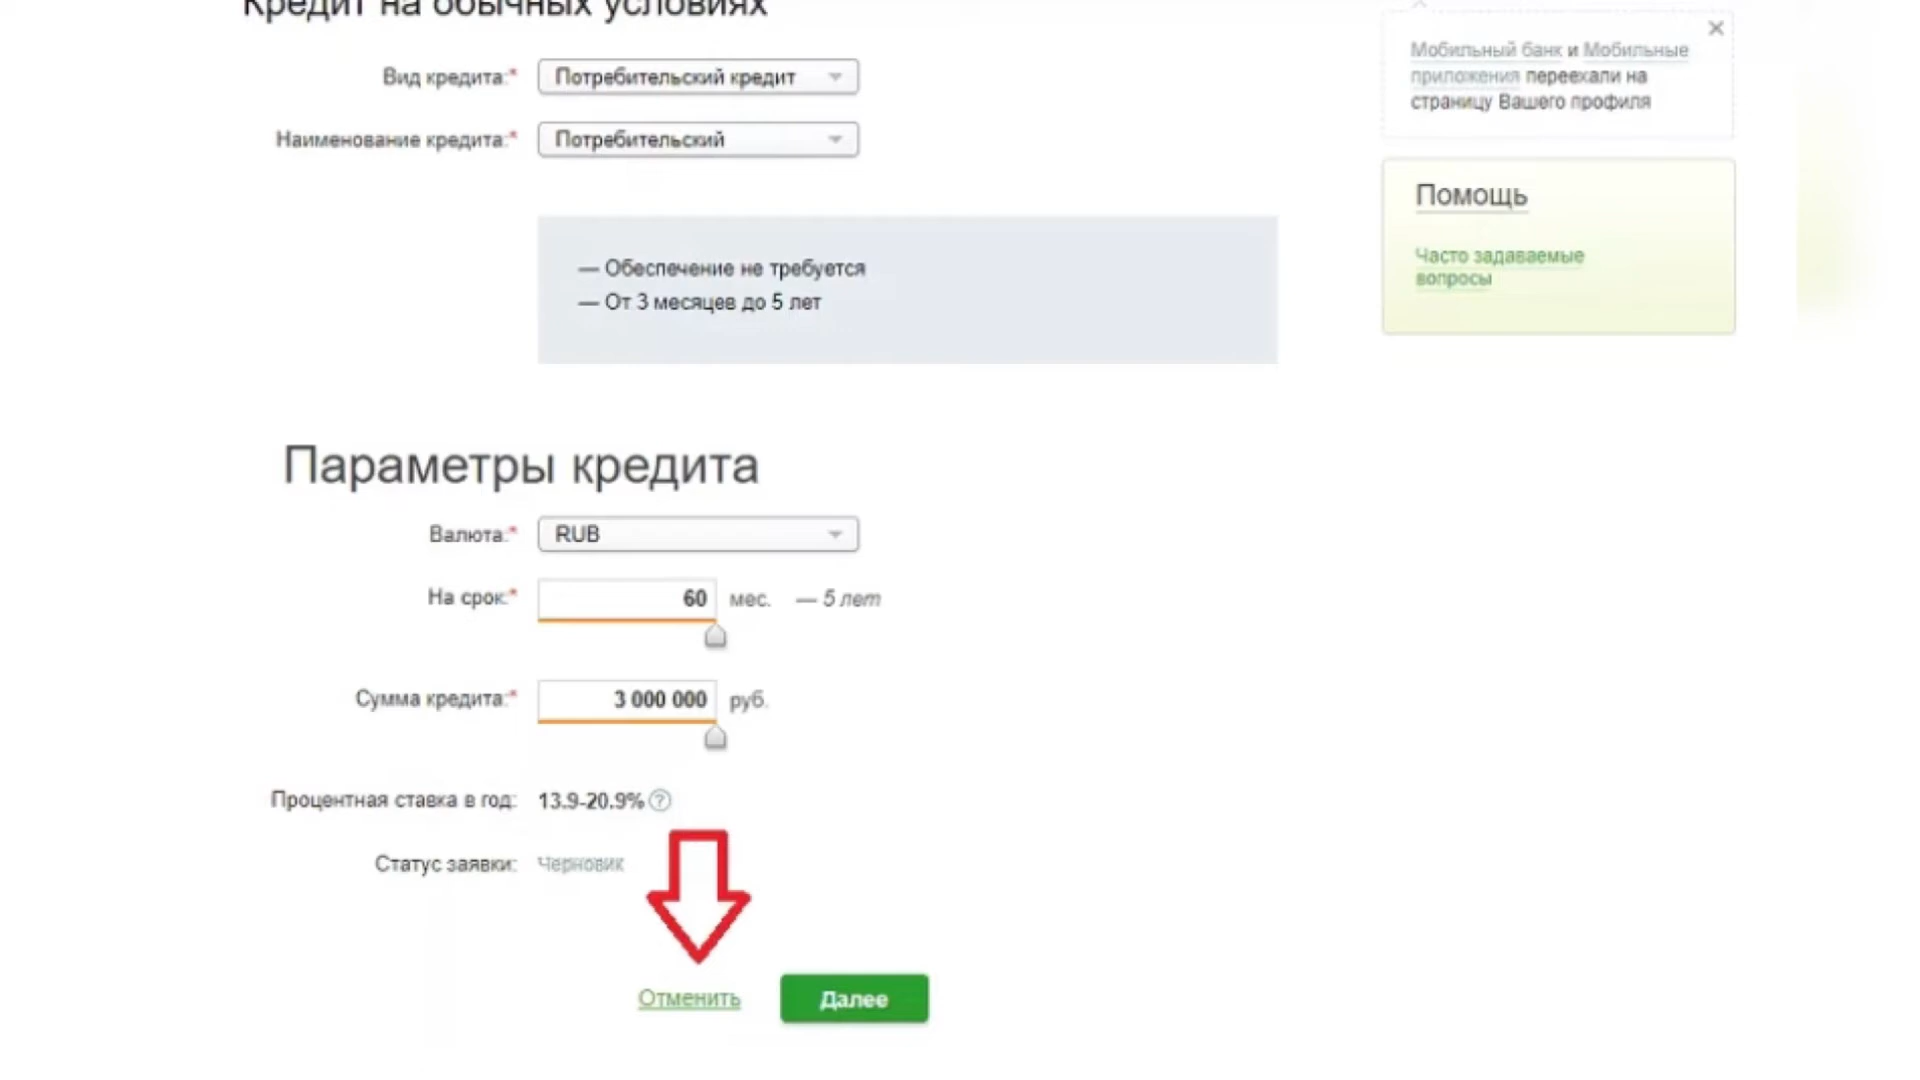 Кредит на обычных условиях
Вид кредита:* Потребительский кредит
Наименование кредита:* Потребительский
— Обеспечение не требуется
— От 3 месяцев до 5 лет
Параметры кредита
Валюта:* RUB
На срок:* 60 мес. — 5 лет
Сумма кредита:* 3 000 000 руб.
Процентная ставка в год: 13.9-20.9% ?
Статус заявки: Черновик
Отменить Далее
Мобильный банк и Мобильные
приложения переехали на
страницу Вашего профиля
Помощь
Часто задаваемые
вопросы